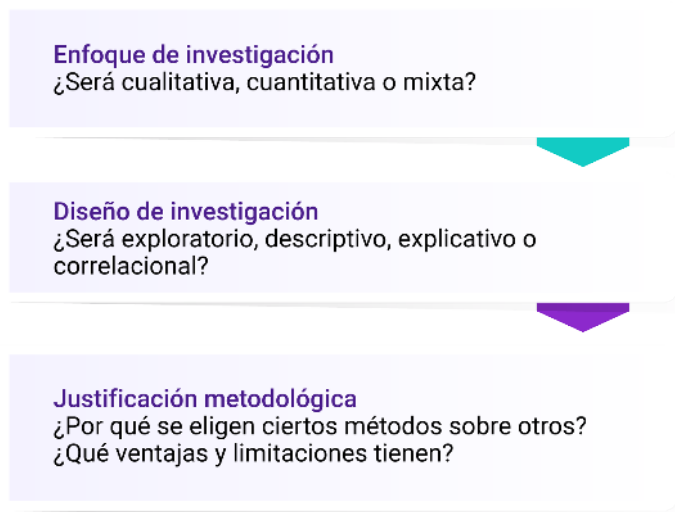 Enfoque de investigación
¿Será cualitativa, cuantitativa o mixta?
Diseño de investigación
¿Será exploratorio, descriptivo, explicativo o
correlacional?
Justificación metodológica
¿Por qué se eligen ciertos métodos sobre otros?
¿Qué ventajas y limitaciones tienen?